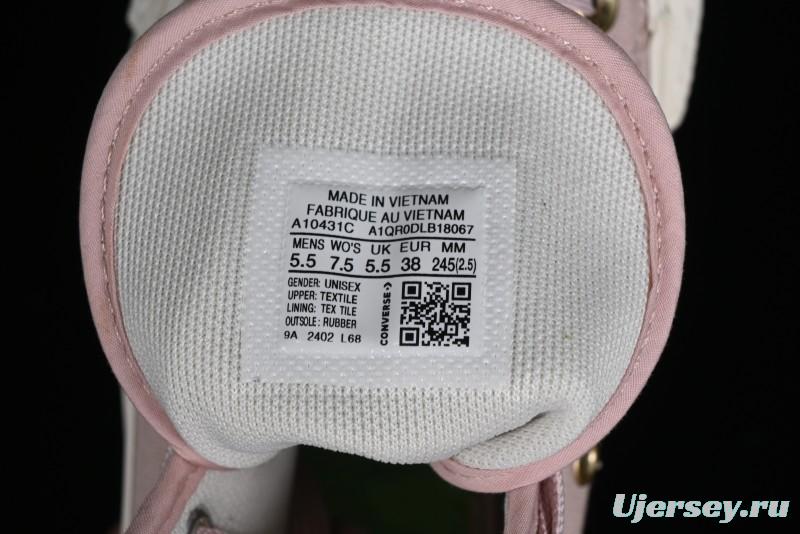 MADE IN VIETNAM
FABRIQUE AU VIETNAM
A10431C A1QR0DLB18067
MENS WO'S UK EUR MM
5.5 7.5 5.5 38 245(2.5)
GENDER: UNISEX
UPPER: TEXTILE
LINING: TEX TILE
OUTSOLE: RUBBER
9A 2402 L68
CONVERSE
Ujersey.ru